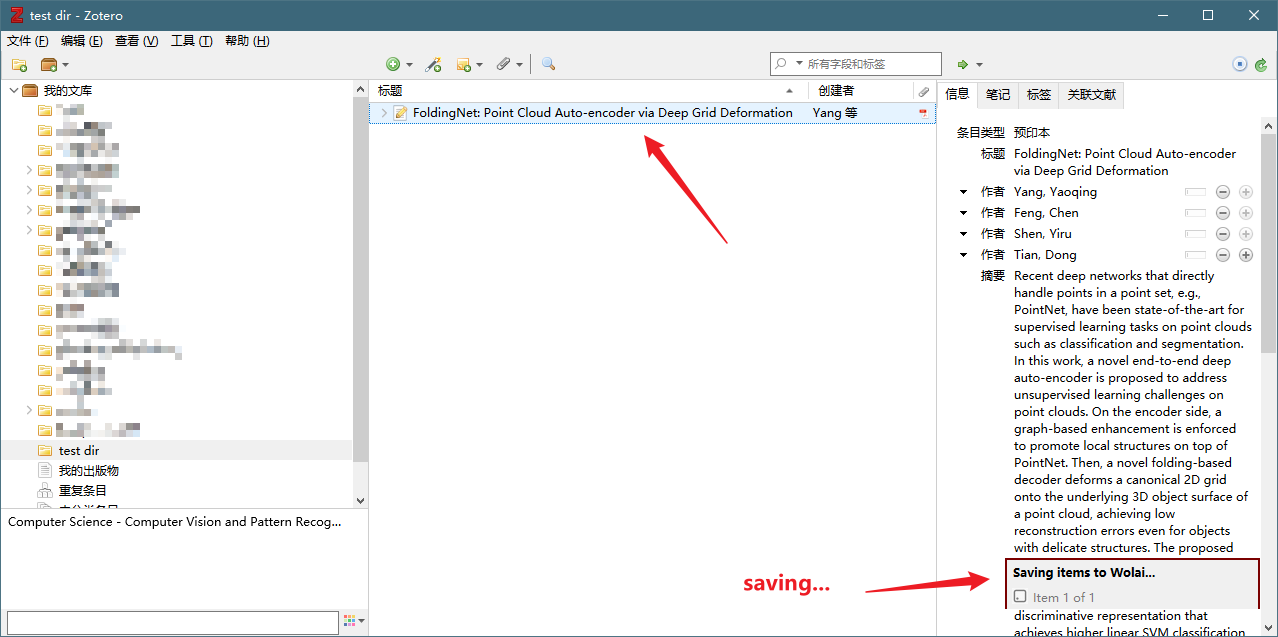 test dir - Zotero
文件 (F) 编辑 (E) 查看 (V) 工具 (T) 帮助 (H)
所有字段和标签
我的文库
test dir
我的出版物
重复条目
Computer Science - Computer Vision and Pattern Recog...
标题 创建者
FoldingNet: Point Cloud Auto-encoder via Deep Grid Deformation Yang 等
saving...
信息 笔记 标签 关联文献
条目类型 预印本
标题 FoldingNet: Point Cloud Auto-encoder
via Deep Grid Deformation
作者 Yang, Yaoqing
作者 Feng, Chen
作者 Shen, Yiru
作者 Tian, Dong
摘要 Recent deep networks that directly
handle points in a point set, e.g.,
PointNet, have been state-of-the-art for
supervised learning tasks on point clouds
such as classification and segmentation.
In this work, a novel end-to-end deep
auto-encoder is proposed to address
unsupervised learning challenges on
point clouds. On the encoder side, a
graph-based enhancement is enforced
to promote local structures on top of
PointNet. Then, a novel folding-based
decoder deforms a canonical 2D grid
onto the underlying 3D object surface of
a point cloud, achieving low
reconstruction errors even for objects
with delicate structures. The proposed
Saving items to Wolai...
Item 1 of 1
discriminative representation that
achieves higher linear SVM classification